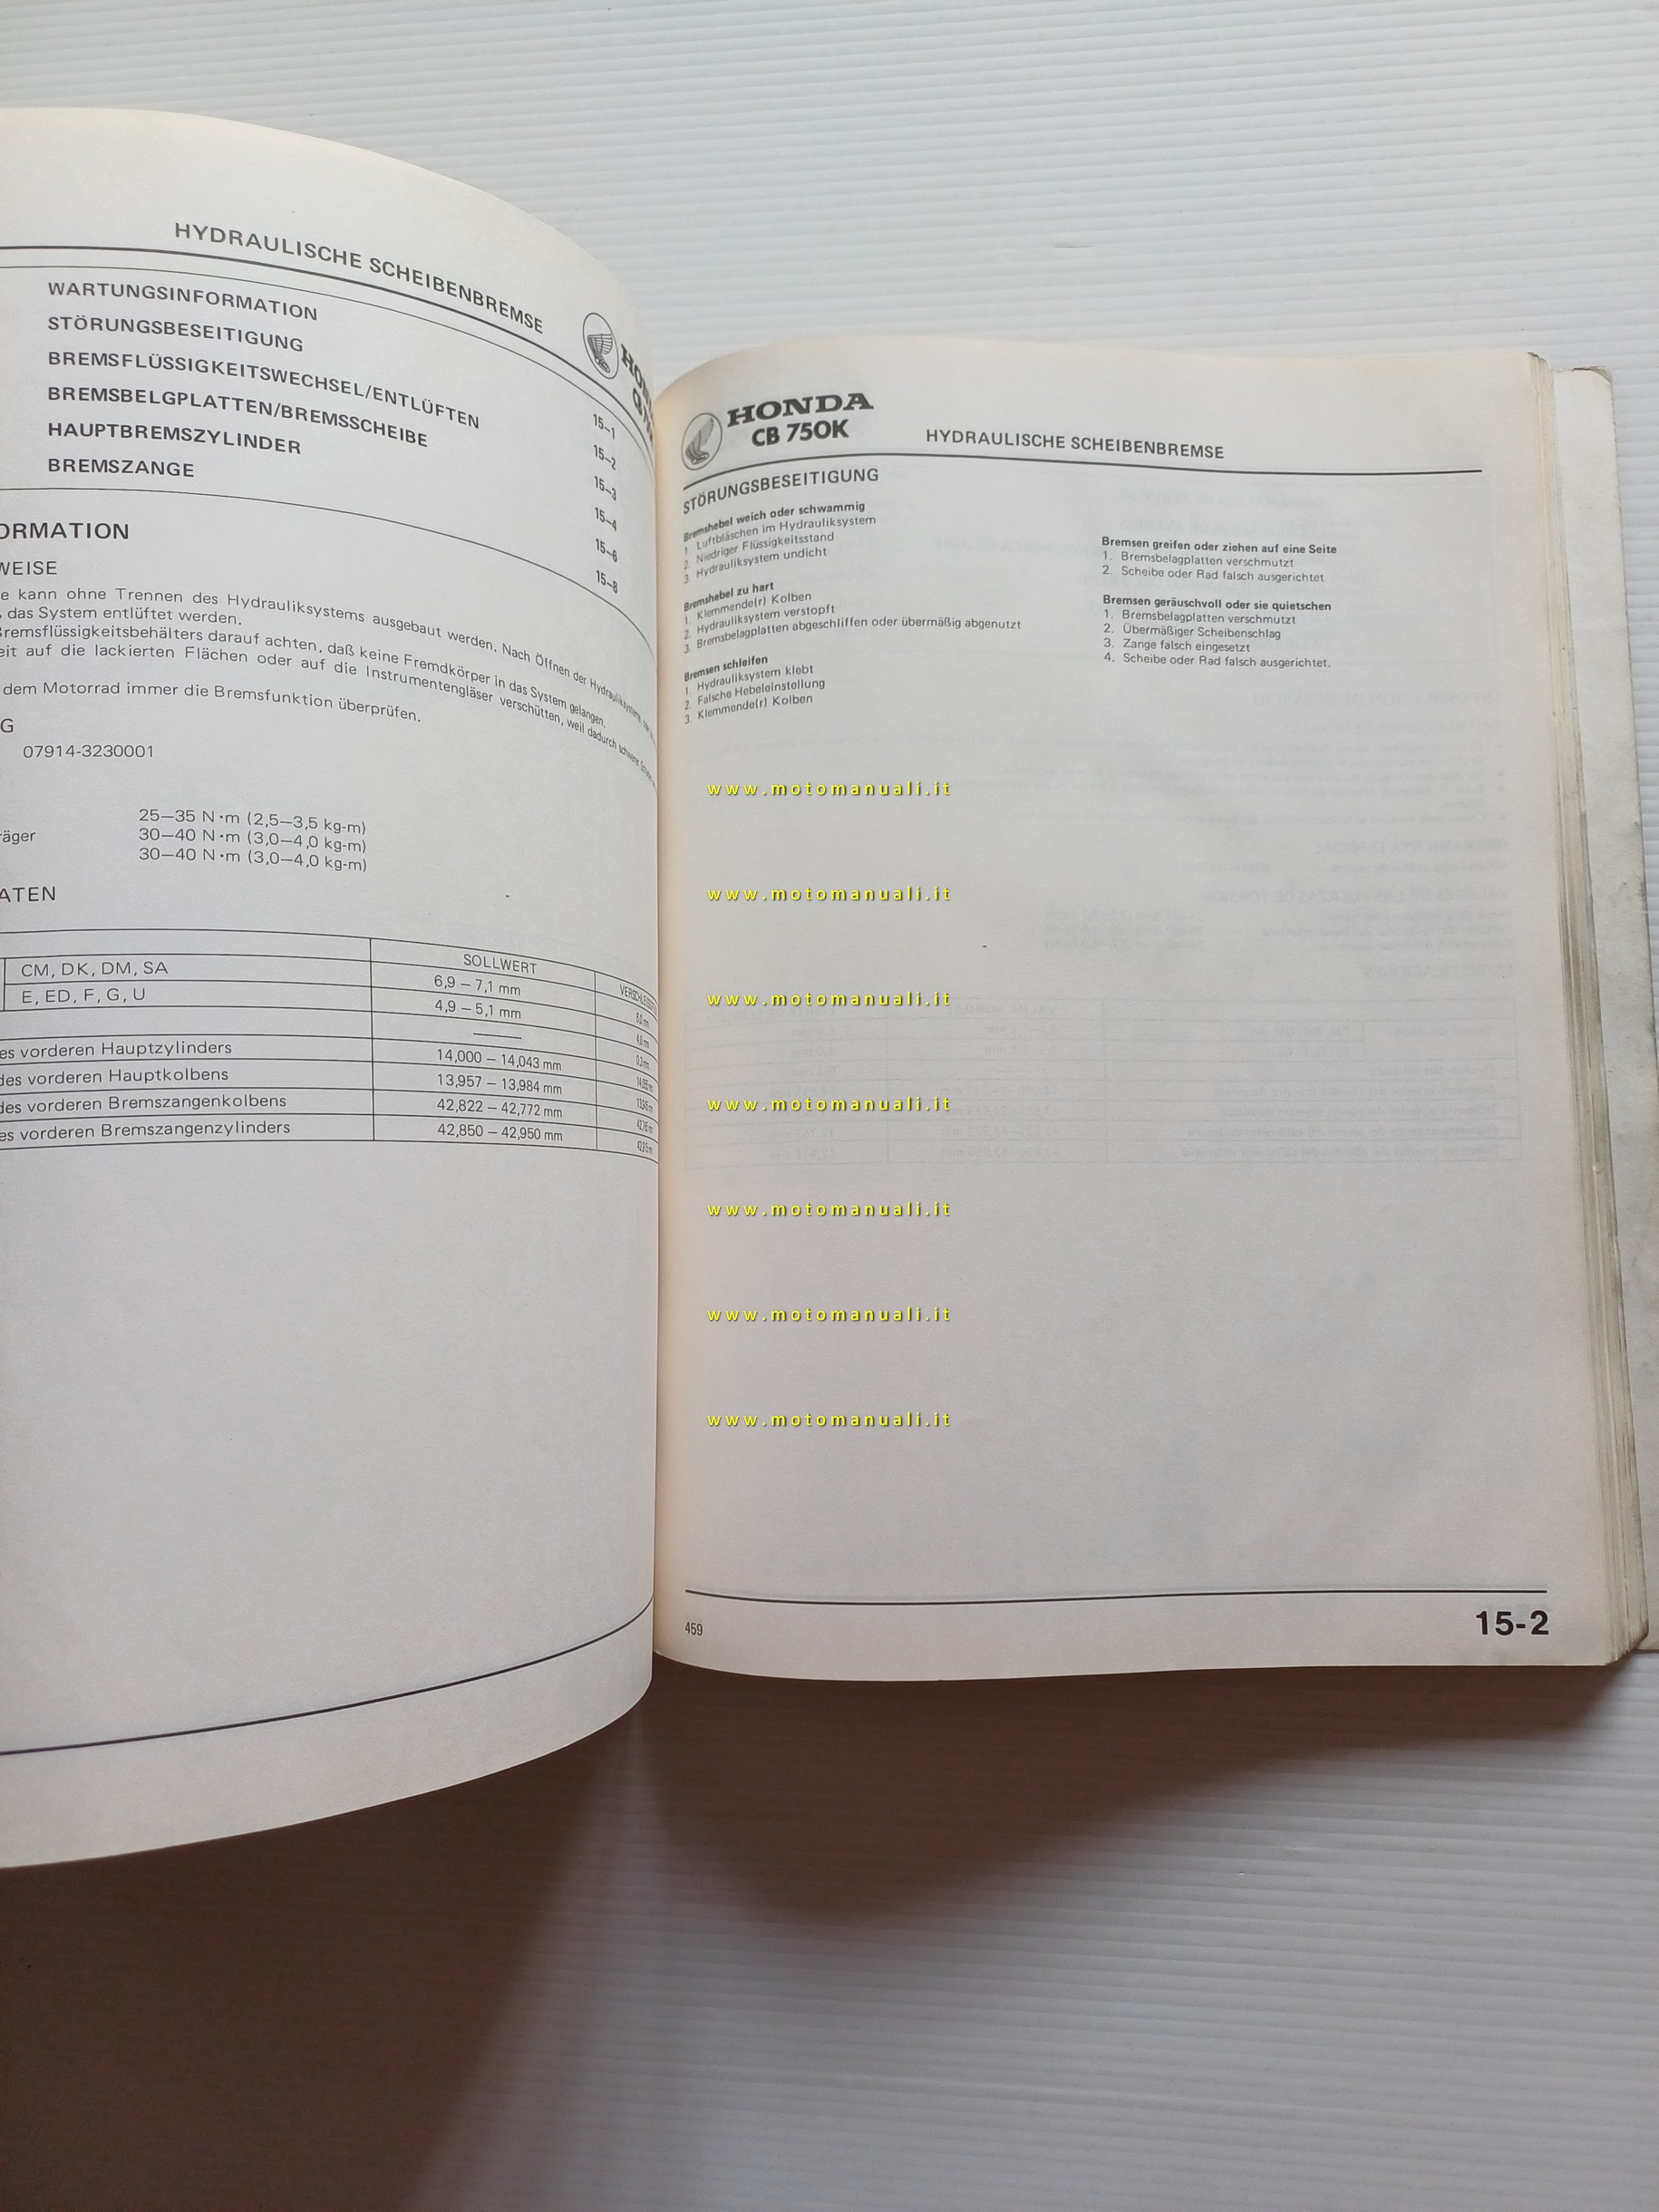 HYDRAULISCHE SCHEIBENBREMSE
WARTUNGSINFORMATION 15–1
STÖRUNGSBESEITIGUNG 15–2
BREMSFLÜSSIGKEITSWECHSEL/ENTLÜFTEN 15–3
BREMSBELGPLATTEN/BREMSSCHEIBE 15–4
HAUPTBREMSZYLINDER 15–6
BREMSZANGE 15–8
ORMATION
WEISE
e kann ohne Trennen des Hydrauliksystems ausgebaut werden. Nach Öffnen der
das System entlüftet werden.
Bremsflüssigkeitsbehälters darauf achten, daß keine Fremdkörper in das System gelangen.
eit auf die lackierten Flächen oder auf die Instrumentengläser verschütten, weil dadurch
dem Motorrad immer die Bremsfunktion überprüfen.
G
07914-3230001
25–35 N·m (2,5–3,5 kg-m)
räger 30–40 N·m (3,0–4,0 kg-m)
30–40 N·m (3,0–4,0 kg-m)
ATEN
SOLLWERT
CM, DK, DM, SA 6,9 – 7,1 mm
E, ED, F, G, U 4,9 – 5,1 mm
es vorderen Hauptzylinders 14,000 – 14,043 mm
des vorderen Hauptkolbens 13,957 – 13,984 mm
des vorderen Bremszangenkolbens 42,822 – 42,772 mm
es vorderen Bremszangenzylinders 42,850 – 42,950 mm
HONDA
CB 750K
HYDRAULISCHE SCHEIBENBREMSE
STÖRUNGSBESEITIGUNG
Bremshebel weich oder schwammig
1. Luftbläschen im Hydrauliksystem
2. Niedriger Flüssigkeitsstand
3. Hydrauliksystem undicht
Bremshebel zu hart
1. Klemmende(r) Kolben
2. Hydrauliksystem verstopft
3. Bremsbelagplatten abgeschliffen oder übermäßig abgenutzt
Bremsen schleifen
1. Hydrauliksystem klebt
2. Falsche Hebeleinstellung
3. Klemmende(r) Kolben
Bremsen greifen oder ziehen auf eine Seite
1. Bremsbelagplatten verschmutzt
2. Scheibe oder Rad falsch ausgerichtet
Bremsen geräuschvoll oder sie quietschen
1. Bremsbelagplatten verschmutzt
2. Übermäßiger Scheibenschlag
3. Zange falsch eingesetzt
4. Scheibe oder Rad falsch ausgerichtet.
www.motomanuali.it
www.motomanuali.it
www.motomanuali.it
www.motomanuali.it
www.motomanuali.it
www.motomanuali.it
www.motomanuali.it
459
15-2